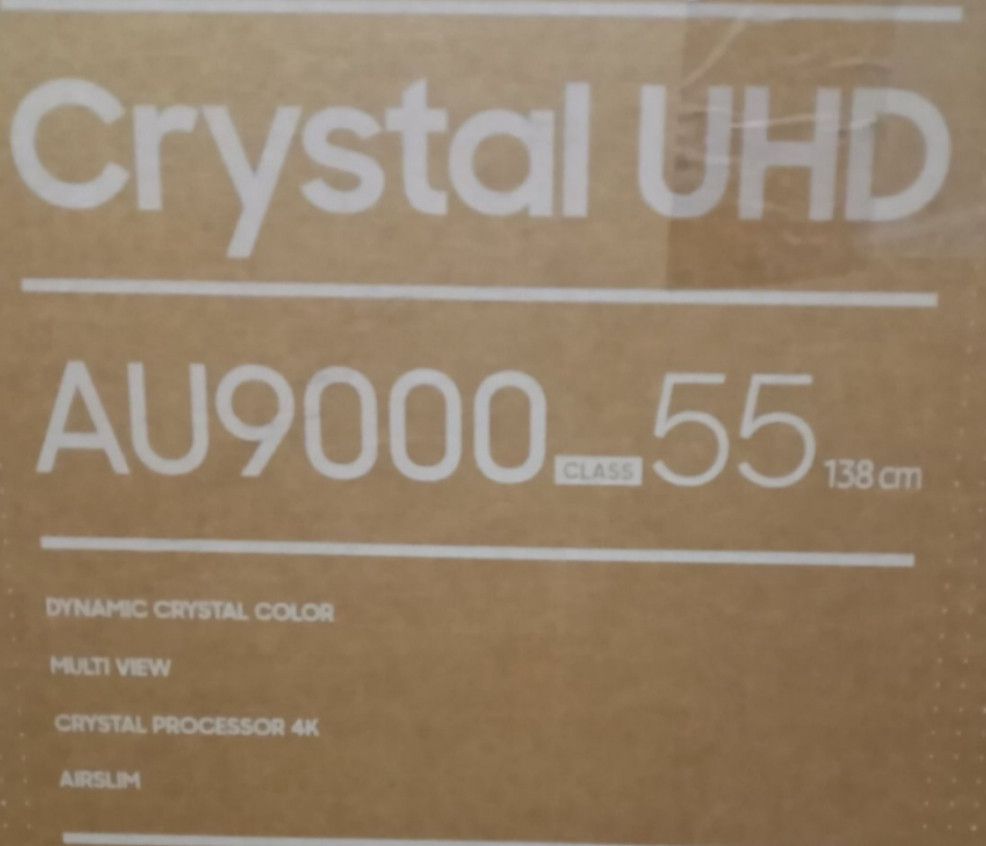 Crystal UHD
AU9000 CLASS 55 138 cm
DYNAMIC CRYSTAL COLOR
MULTI VIEW
CRYSTAL PROCESSOR 4K
AIRSLIM